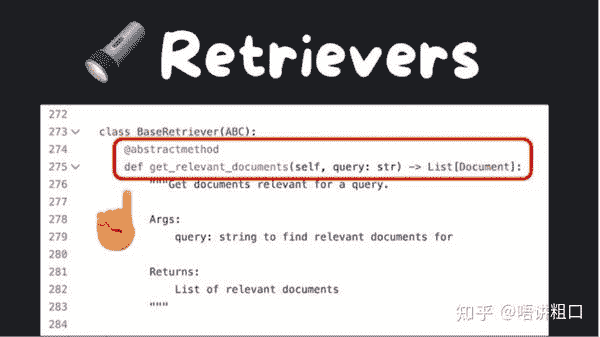 Retrievers
272
273 class BaseRetriever(ABC):
274 @abstractmethod
275 def get_relevant_documents(self, query: str) -> List[Document]:
276 """Get documents relevant for a query.
277
278 Args:
279 query: string to find relevant documents for
280
281 Returns:
282 List of relevant documents
283 """
284
知乎 @唔讲粗口